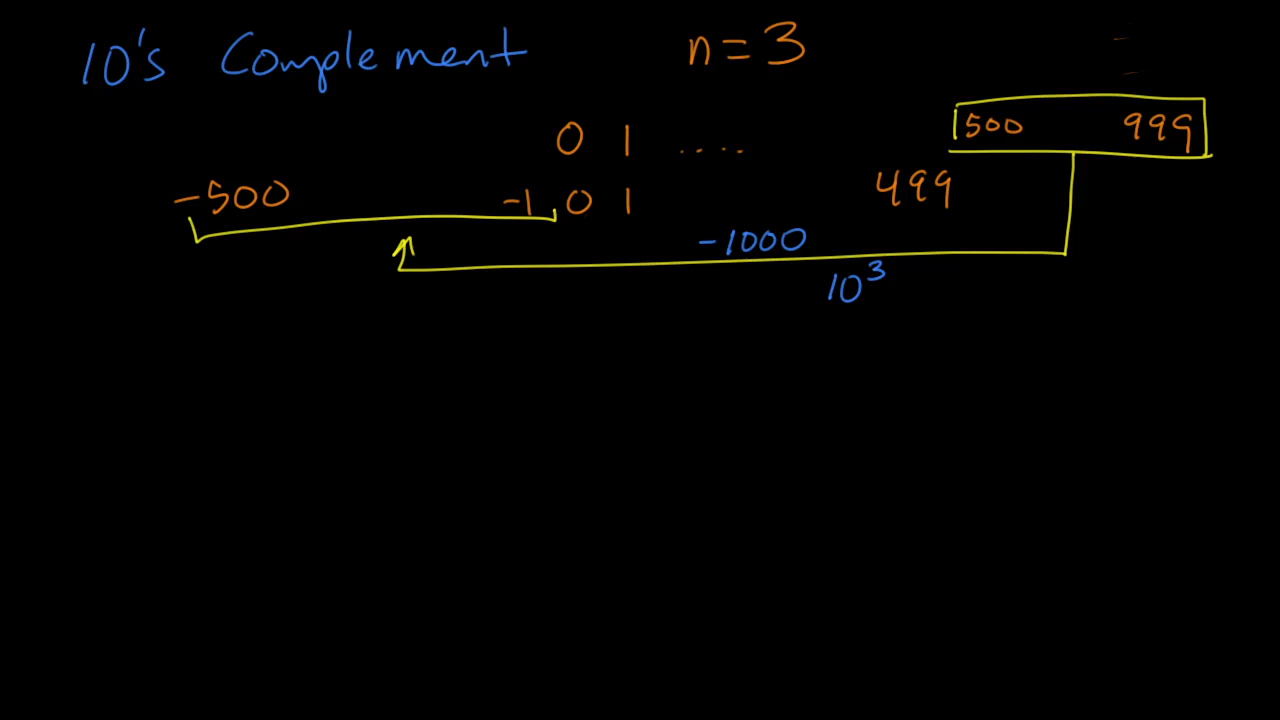 10's Complement n = 3
0 1 .... 500 999
-500 -1 0 1 499
-1000
10³